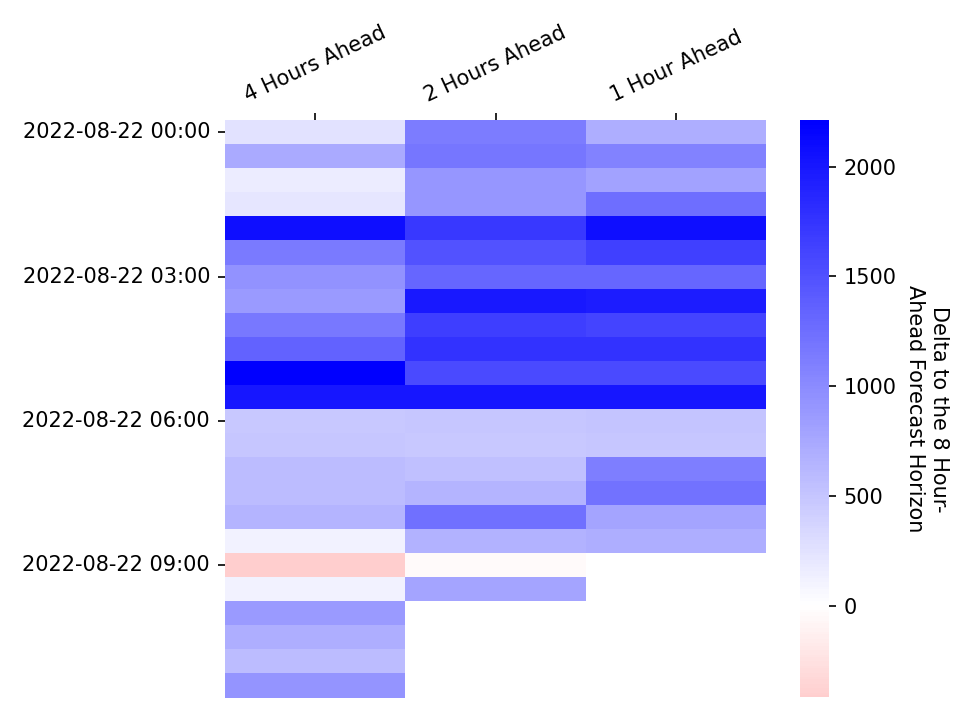 4 Hours Ahead
2 Hours Ahead
1 Hour Ahead
2022-08-22 00:00
2022-08-22 03:00
2022-08-22 06:00
2022-08-22 09:00
2000
1500
1000
500
0
Delta to the 8 Hour-
Ahead Forecast Horizon